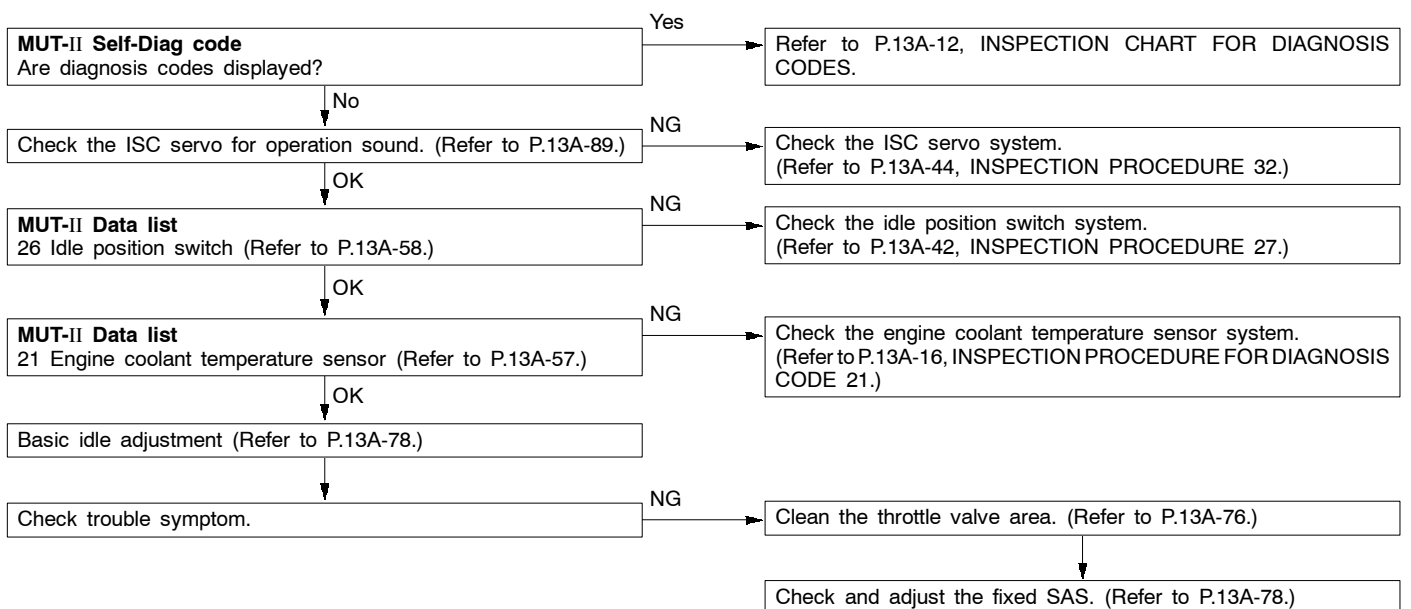 Yes
MUT-II Self-Diag code
Are diagnosis codes displayed?
Refer to P.13A-12, INSPECTION CHART FOR DIAGNOSIS
CODES.
No
Check the ISC servo for operation sound. (Refer to P.13A-89.)
NG
Check the ISC servo system.
(Refer to P.13A-44, INSPECTION PROCEDURE 32.)
OK
MUT-II Data list
26 Idle position switch (Refer to P.13A-58.)
NG
Check the idle position switch system.
(Refer to P.13A-42, INSPECTION PROCEDURE 27.)
OK
MUT-II Data list
21 Engine coolant temperature sensor (Refer to P.13A-57.)
NG
Check the engine coolant temperature sensor system.
(Refer to P.13A-16, INSPECTION PROCEDURE FOR DIAGNOSIS
CODE 21.)
OK
Basic idle adjustment (Refer to P.13A-78.)
Check trouble symptom.
NG
Clean the throttle valve area. (Refer to P.13A-76.)
Check and adjust the fixed SAS. (Refer to P.13A-78.)